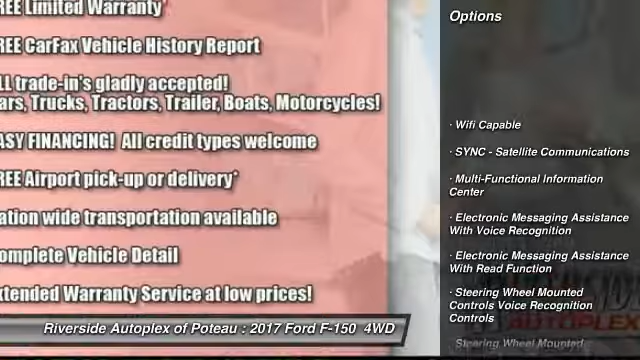 REE Limited Warranty*
REE CarFax Vehicle History Report
LL trade-in's gladly accepted!
ars, Trucks, Tractors, Trailer, Boats, Motorcycles!
ASY FINANCING! All credit types welcome
REE Airport pick-up or delivery*
ation wide transportation available
omplete Vehicle Detail
xtended Warranty Service at low prices!
Riverside Autoplex of Poteau : 2017 Ford F-150 4WD
Options
· Wifi Capable
· SYNC - Satellite Communications
· Multi-Functional Information
Center
· Electronic Messaging Assistance
With Voice Recognition
· Electronic Messaging Assistance
With Read Function
· Steering Wheel Mounted
Controls Voice Recognition
Controls
· Steering Wheel Mounted
AUTOPLEX